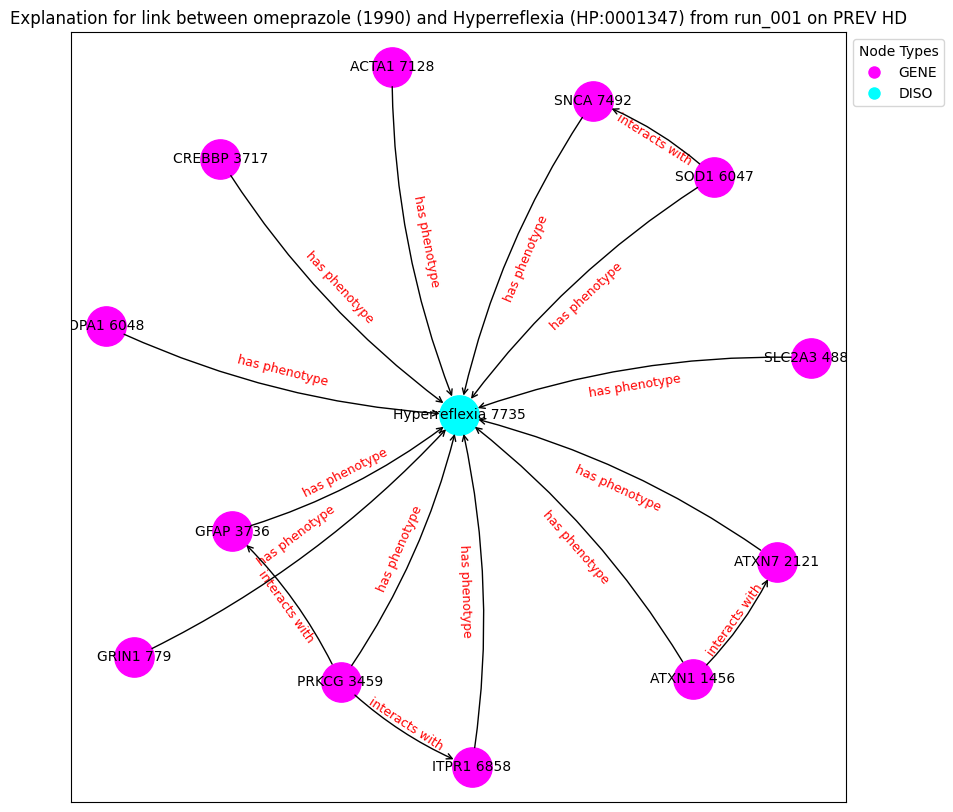 Explanation for link between omeprazole (1990) and Hyperreflexia (HP:0001347) from run_001 on PREV HD
Node Types
GENE
DISO
ACTA1 7128
SNCA 7492
interacts with
CREBBP 3717
SOD1 6047
has phenotype
has phenotype
has phenotype
has phenotype
OPA1 6048
SLC2A3 488
has phenotype
has phenotype
Hyperreflexia 7735
has phenotype
has phenotype
GFAP 3736
has phenotype
has phenotype
has phenotype
has phenotype
ATXN7 2121
interacts with
interacts with
GRIN1 779
PRKCG 3459
ATXN1 1456
interacts with
ITPR1 6858